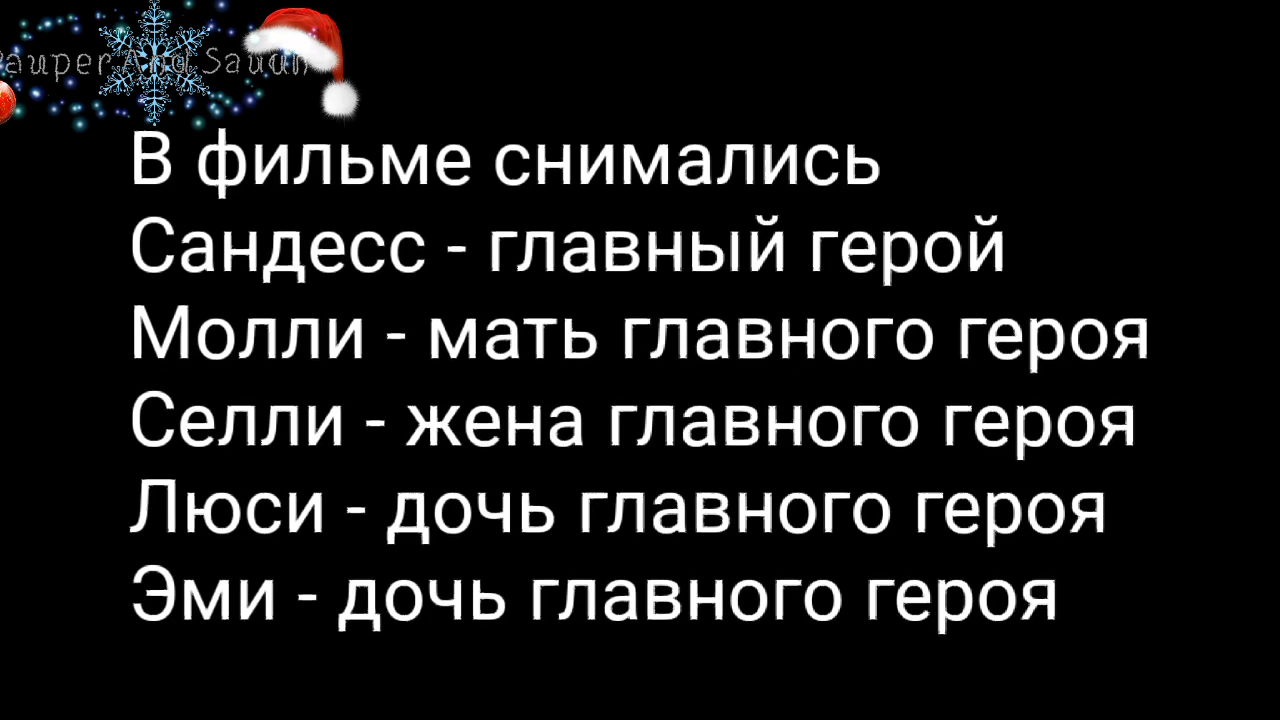 And
В фильме снимались
Сандесс - главный герой
Молли - мать главного героя
Селли - жена главного героя
Люси - дочь главного героя
Эми - дочь главного героя